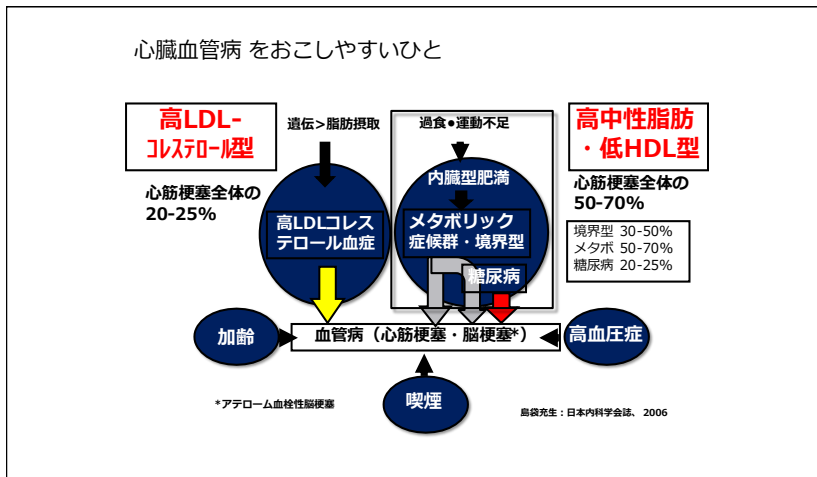 心臓血管病 をおこしやすいひと
高LDL-
ｺﾚｽﾃﾛｰﾙ型
遺伝>脂肪摂取
過食●運動不足
高中性脂肪
・低HDL型
心筋梗塞全体の
20-25%
内臓型肥満
心筋梗塞全体の
50-70%
高LDLコレス
テロール血症
メタボリック
症候群・境界型
境界型 30-50%
メタボ 50-70%
糖尿病 20-25%
糖尿病
加齢
血管病（心筋梗塞・脳梗塞*）
高血圧症
喫煙
*アテローム血栓性脳梗塞
島袋充生：日本内科学会誌、 2006